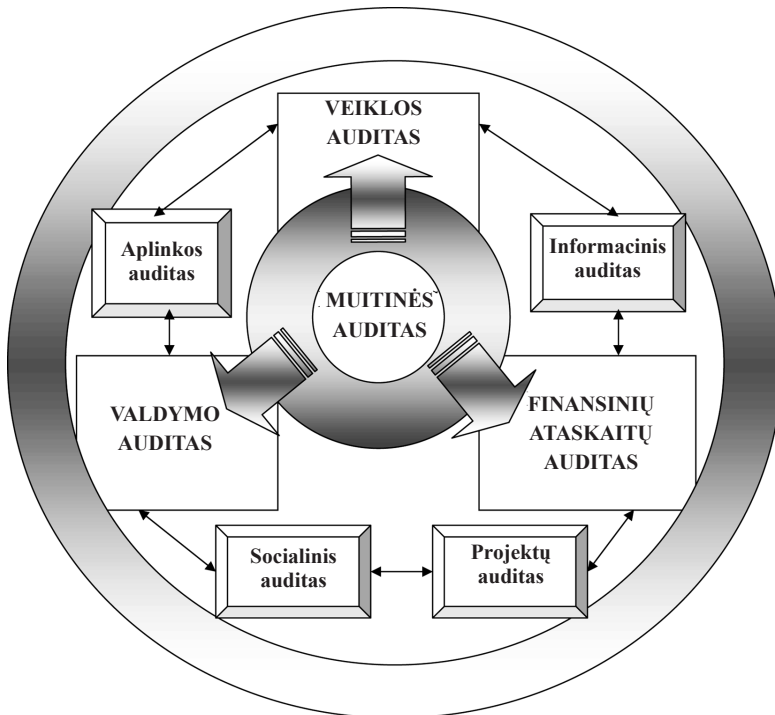 VEIKLOS
AUDITAS
Aplinkos
auditas
Informacinis
auditas
MUITINĖS
AUDITAS
VALDYMO
AUDITAS
FINANSINIŲ
ATASKAITŲ
AUDITAS
Socialinis
auditas
Projektų
auditas